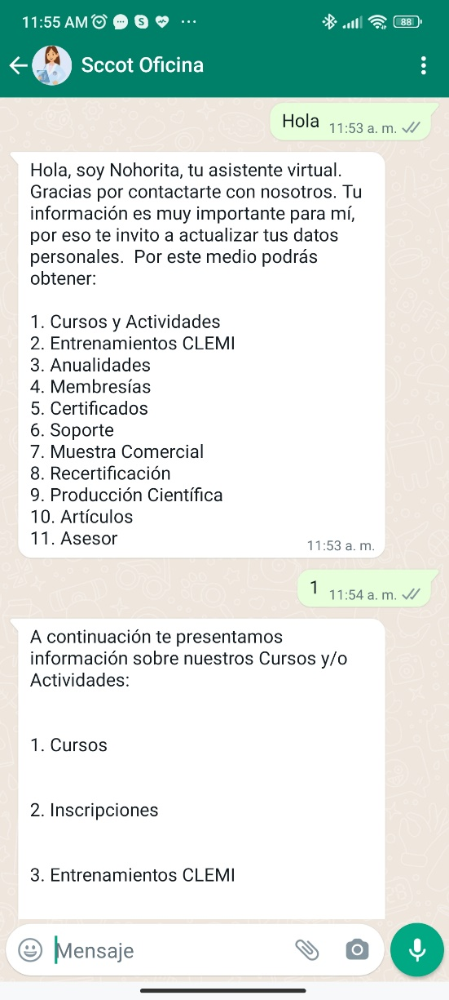 11:55 AM
88
Sccot Oficina
Hola 11:53 a. m.
Hola, soy Nohorita, tu asistente virtual.
Gracias por contactarte con nosotros. Tu
información es muy importante para mí,
por eso te invito a actualizar tus datos
personales.  Por este medio podrás
obtener:
1. Cursos y Actividades
2. Entrenamientos CLEMI
3. Anualidades
4. Membresías
5. Certificados
6. Soporte
7. Muestra Comercial
8. Recertificación
9. Producción Científica
10. Artículos
11. Asesor
11:53 a. m.
1 11:54 a. m.
A continuación te presentamos
información sobre nuestros Cursos y/o
Actividades:
1. Cursos
2. Inscripciones
3. Entrenamientos CLEMI
Mensaje